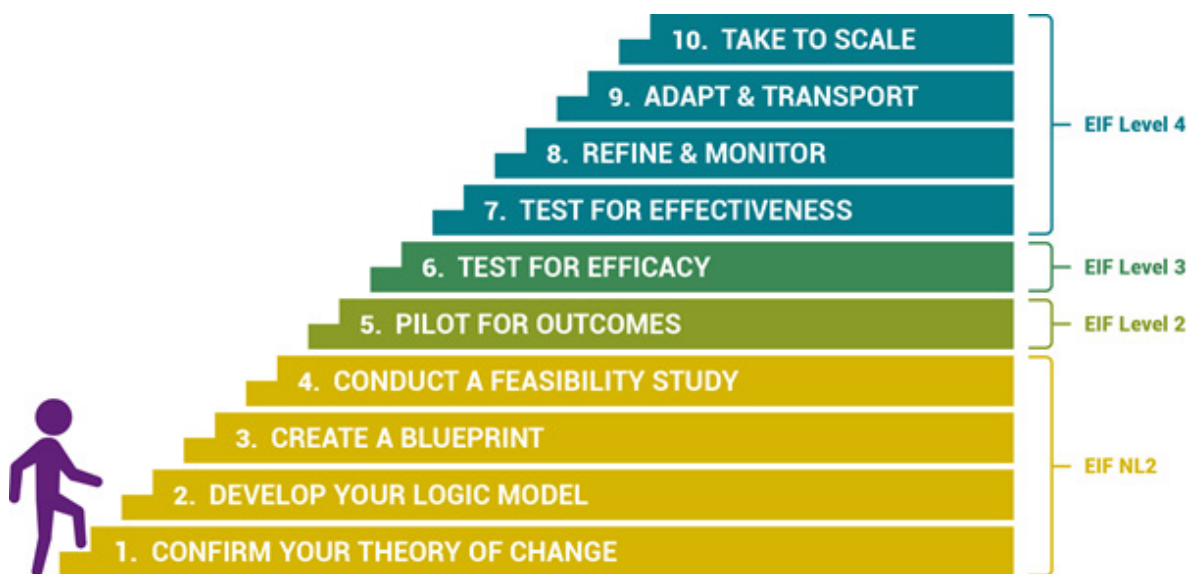 10. TAKE TO SCALE
9. ADAPT & TRANSPORT
EIF Level 4
8. REFINE & MONITOR
7. TEST FOR EFFECTIVENESS
6. TEST FOR EFFICACY
EIF Level 3
5. PILOT FOR OUTCOMES
EIF Level 2
4. CONDUCT A FEASIBILITY STUDY
3. CREATE A BLUEPRINT
EIF NL2
2. DEVELOP YOUR LOGIC MODEL
1. CONFIRM YOUR THEORY OF CHANGE